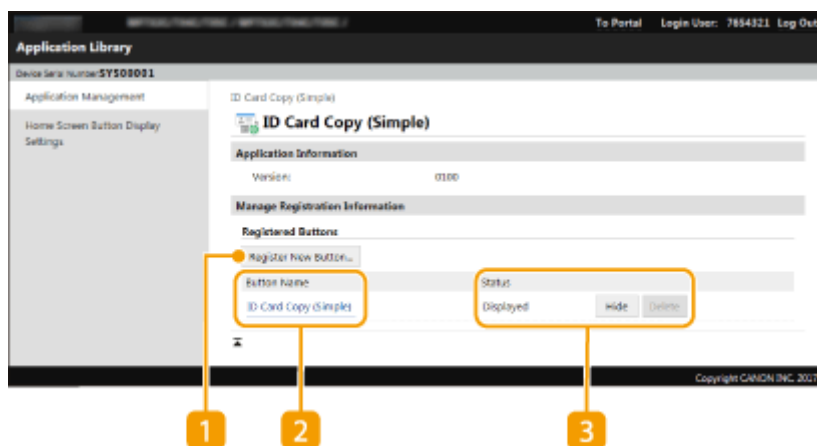 To Portal Login User: 7654321 Log Out
Application Library
Device Serial Number:SYS00001
Application Management
Home Screen Button Display
Settings
ID Card Copy (Simple)
ID Card Copy (Simple)
Application Information
Version: 0100
Manage Registration Information
Registered Buttons
Register New Button...
Button Name Status
ID Card Copy (Simple) Displayed Hide Delete
Copyright CANON INC. 2017
1 2 3